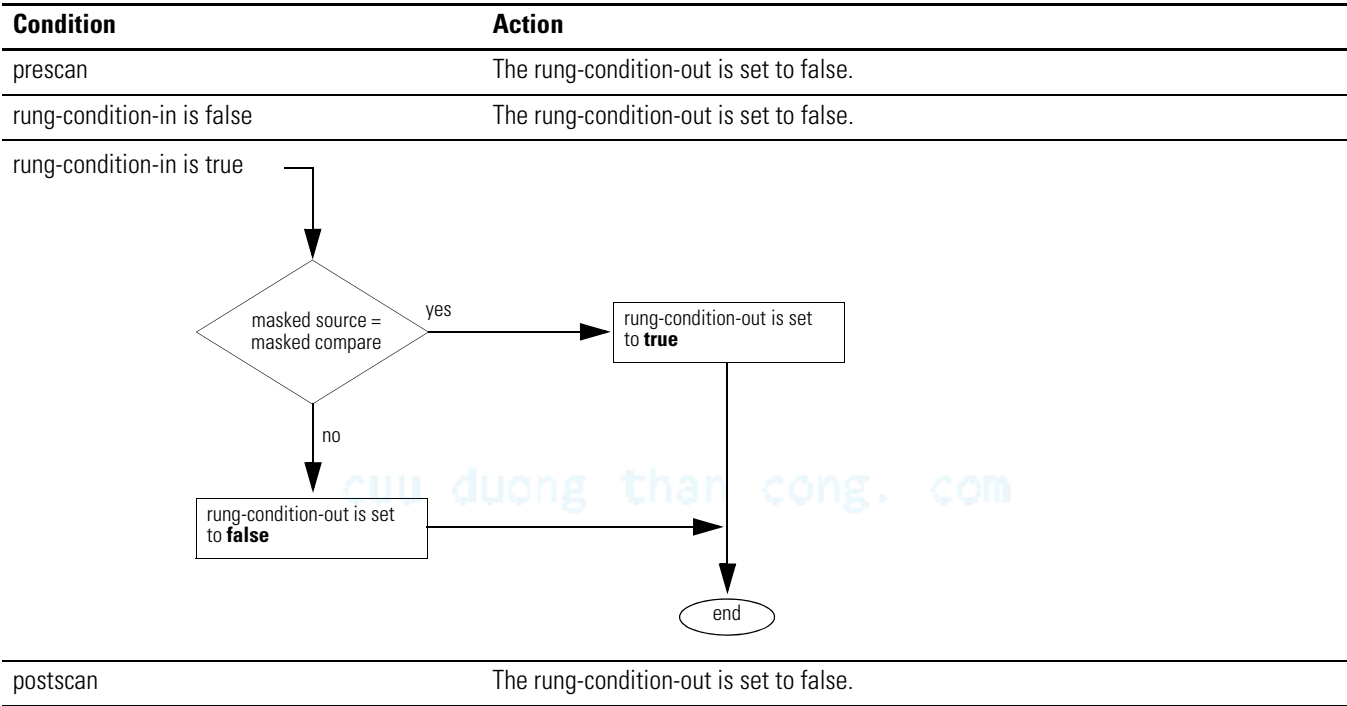 Condition Action
prescan The rung-condition-out is set to false.
rung-condition-in is false The rung-condition-out is set to false.
rung-condition-in is true
masked source =
masked compare
yes
rung-condition-out is set
to true
no
cuu duong than cong. com
rung-condition-out is set
to false
end
postscan The rung-condition-out is set to false.